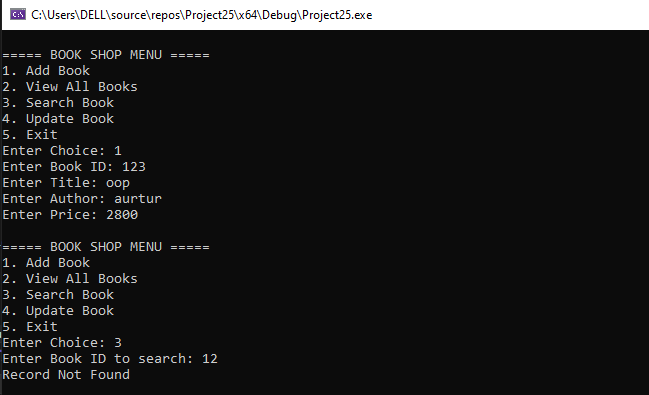 C:\Users\DELL\source\repos\Project25\x64\Debug\Project25.exe
===== BOOK SHOP MENU =====
1. Add Book
2. View All Books
3. Search Book
4. Update Book
5. Exit
Enter Choice: 1
Enter Book ID: 123
Enter Title: oop
Enter Author: aurtur
Enter Price: 2800
===== BOOK SHOP MENU =====
1. Add Book
2. View All Books
3. Search Book
4. Update Book
5. Exit
Enter Choice: 3
Enter Book ID to search: 12
Record Not Found